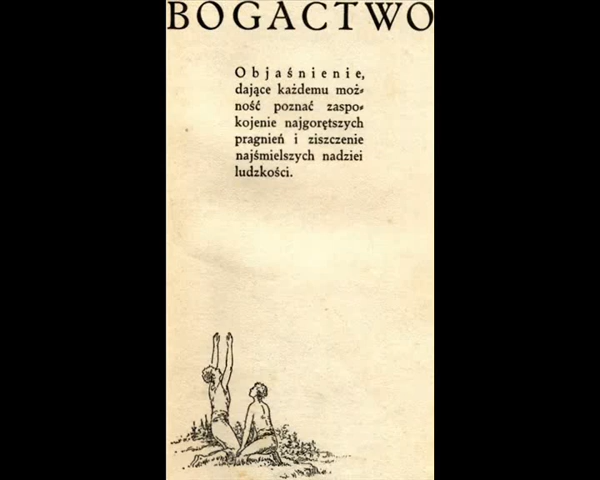 BOGACTWO
Objaśnienie,
dające każdemu moż-
ność poznać zaspo-
kojenie najgorętszych
pragnień i ziszczenie
najśmielszych nadziei
ludzkości.